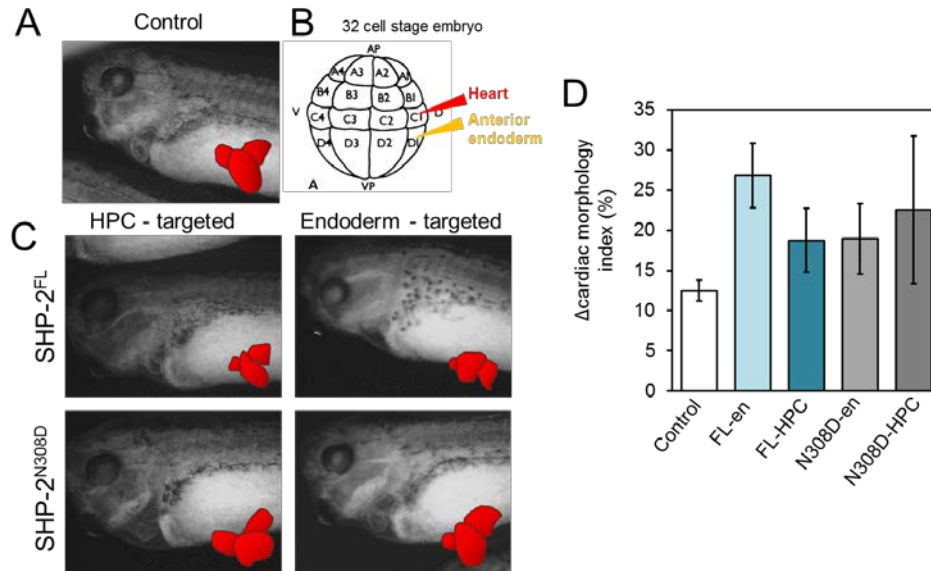 A
Control
B
32 cell stage embryo
AP
A4 A3 A2 A1
B4 B3 B2 B1
V C4 C3 C2 C1 D
D4 D3 D2 D1
A
VP
Heart
Anterior
endoderm
C
HPC - targeted
Endoderm - targeted
SHP-2FL
SHP-2N308D
D
Δcardiac morphology
index (%)
35
30
25
20
15
10
5
0
Control
FL-en
FL-HPC
N308D-en
N308D-HPC